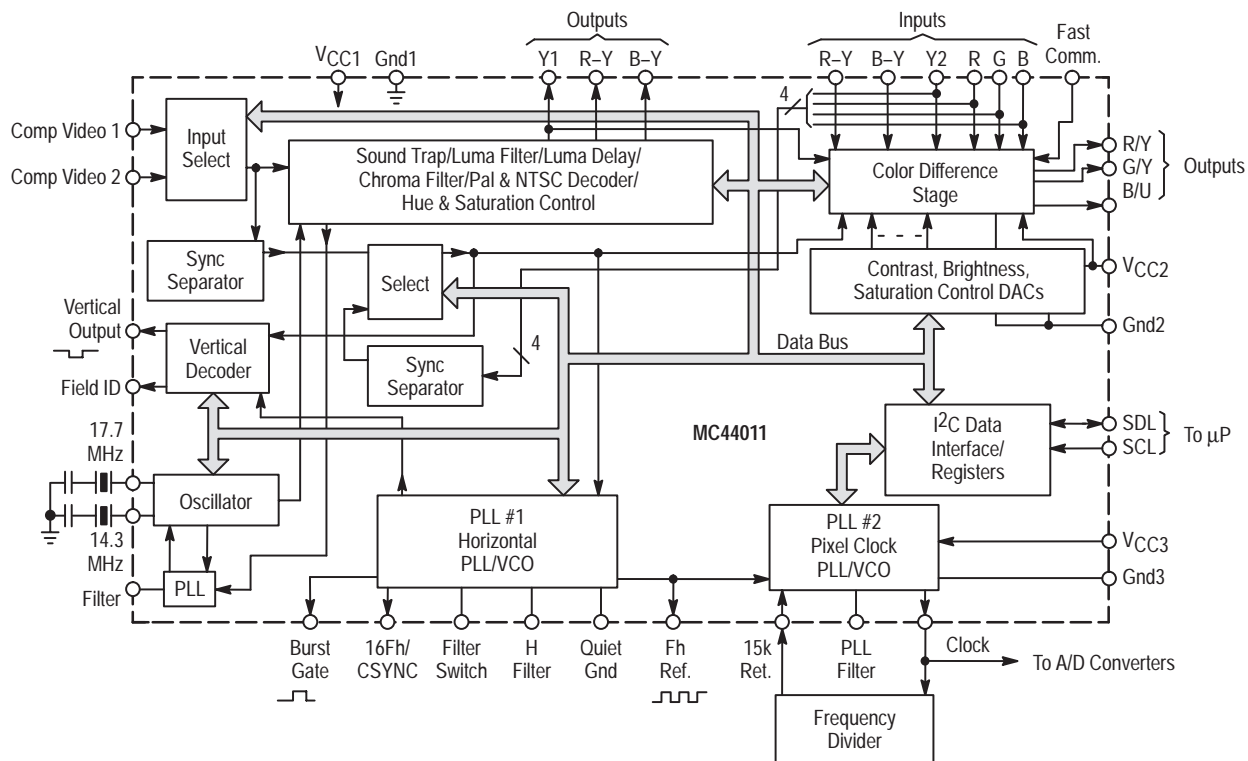 Outputs
Inputs
VCC1
Gnd1
Y1
R–Y
B–Y
R–Y
B–Y
Y2
R
G
B
Fast
Comm.
4
Comp Video 1
Comp Video 2
Input
Select
Sound Trap/Luma Filter/Luma Delay/
Chroma Filter/Pal & NTSC Decoder/
Hue & Saturation Control
Color Difference
Stage
R/Y
G/Y
B/U
Outputs
Sync
Separator
Select
Contrast, Brightness,
Saturation Control DACs
VCC2
Gnd2
Vertical
Output
Vertical
Decoder
Field ID
Sync
Separator
4
Data Bus
MC44011
I2C Data
Interface/
Registers
SDL
SCL
To µP
17.7
MHz
Oscillator
14.3
MHz
Filter
PLL
PLL #1
Horizontal
PLL/VCO
PLL #2
Pixel Clock
PLL/VCO
VCC3
Gnd3
Burst
Gate
16Fh/
CSYNC
Filter
Switch
H
Filter
Quiet
Gnd
Fh
Ref.
15k
Ret.
PLL
Filter
Clock
To A/D Converters
Frequency
Divider